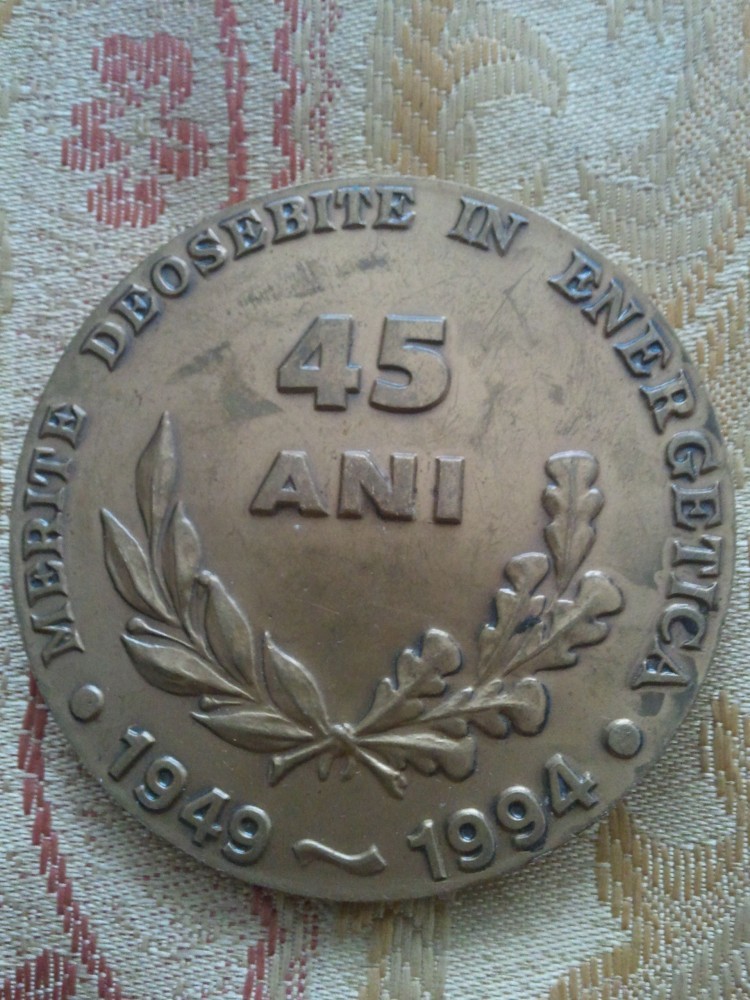 MERITE DEOSEBITE IN ENERGETICA
45
ANI
1949 ~ 1994